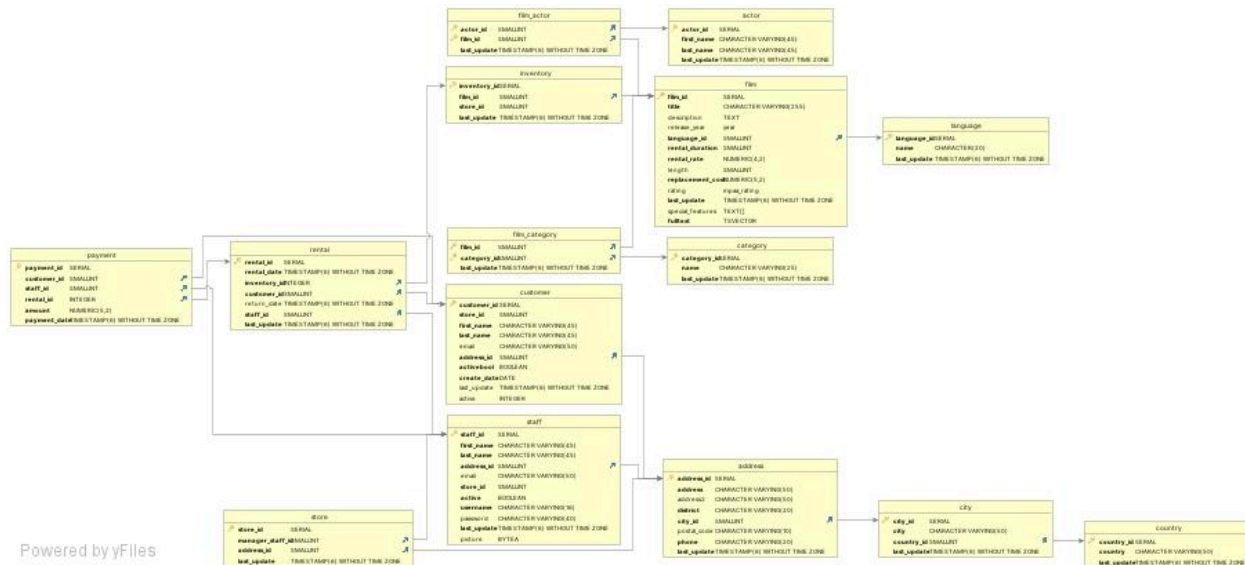 film_actor
actor_id SMALLINT
film_id SMALLINT
last_update TIMESTAMP(6) WITHOUT TIME ZONE
actor
actor_id SERIAL
first_name CHARACTER VARYING(45)
last_name CHARACTER VARYING(45)
last_update TIMESTAMP(6) WITHOUT TIME ZONE
inventory
inventory_id SERIAL
film_id SMALLINT
store_id SMALLINT
last_update TIMESTAMP(6) WITHOUT TIME ZONE
film
film_id SERIAL
title CHARACTER VARYING(255)
description TEXT
release_year year
language_id SMALLINT
rental_duration SMALLINT
rental_rate NUMERIC(4,2)
length SMALLINT
replacement_cost NUMERIC(5,2)
rating mpaa_rating
last_update TIMESTAMP(6) WITHOUT TIME ZONE
special_features TEXT[]
fulltext TSVECTOR
language
language_id SERIAL
name CHARACTER(20)
last_update TIMESTAMP(6) WITHOUT TIME ZONE
film_category
film_id SMALLINT
category_id SMALLINT
last_update TIMESTAMP(6) WITHOUT TIME ZONE
category
category_id SERIAL
name CHARACTER VARYING(25)
last_update TIMESTAMP(6) WITHOUT TIME ZONE
payment
payment_id SERIAL
customer_id SMALLINT
staff_id SMALLINT
rental_id INTEGER
amount NUMERIC(5,2)
payment_date TIMESTAMP(6) WITHOUT TIME ZONE
rental
rental_id SERIAL
rental_date TIMESTAMP(6) WITHOUT TIME ZONE
inventory_id INTEGER
customer_id SMALLINT
return_date TIMESTAMP(6) WITHOUT TIME ZONE
staff_id SMALLINT
last_update TIMESTAMP(6) WITHOUT TIME ZONE
customer
customer_id SERIAL
store_id SMALLINT
first_name CHARACTER VARYING(45)
last_name CHARACTER VARYING(45)
email CHARACTER VARYING(50)
address_id SMALLINT
activebool BOOLEAN
create_date DATE
last_update TIMESTAMP(6) WITHOUT TIME ZONE
active INTEGER
staff
staff_id SERIAL
first_name CHARACTER VARYING(45)
last_name CHARACTER VARYING(45)
address_id SMALLINT
email CHARACTER VARYING(50)
store_id SMALLINT
active BOOLEAN
username CHARACTER VARYING(16)
password CHARACTER VARYING(40)
last_update TIMESTAMP(6) WITHOUT TIME ZONE
picture BYTEA
store
store_id SERIAL
manager_staff_id SMALLINT
address_id SMALLINT
last_update TIMESTAMP(6) WITHOUT TIME ZONE
address
address_id SERIAL
address CHARACTER VARYING(50)
address2 CHARACTER VARYING(50)
district CHARACTER VARYING(20)
city_id SMALLINT
postal_code CHARACTER VARYING(10)
phone CHARACTER VARYING(20)
last_update TIMESTAMP(6) WITHOUT TIME ZONE
city
city_id SERIAL
city CHARACTER VARYING(50)
country_id SMALLINT
last_update TIMESTAMP(6) WITHOUT TIME ZONE
country
country_id SERIAL
country CHARACTER VARYING(50)
last_update TIMESTAMP(6) WITHOUT TIME ZONE
Powered by yFiles